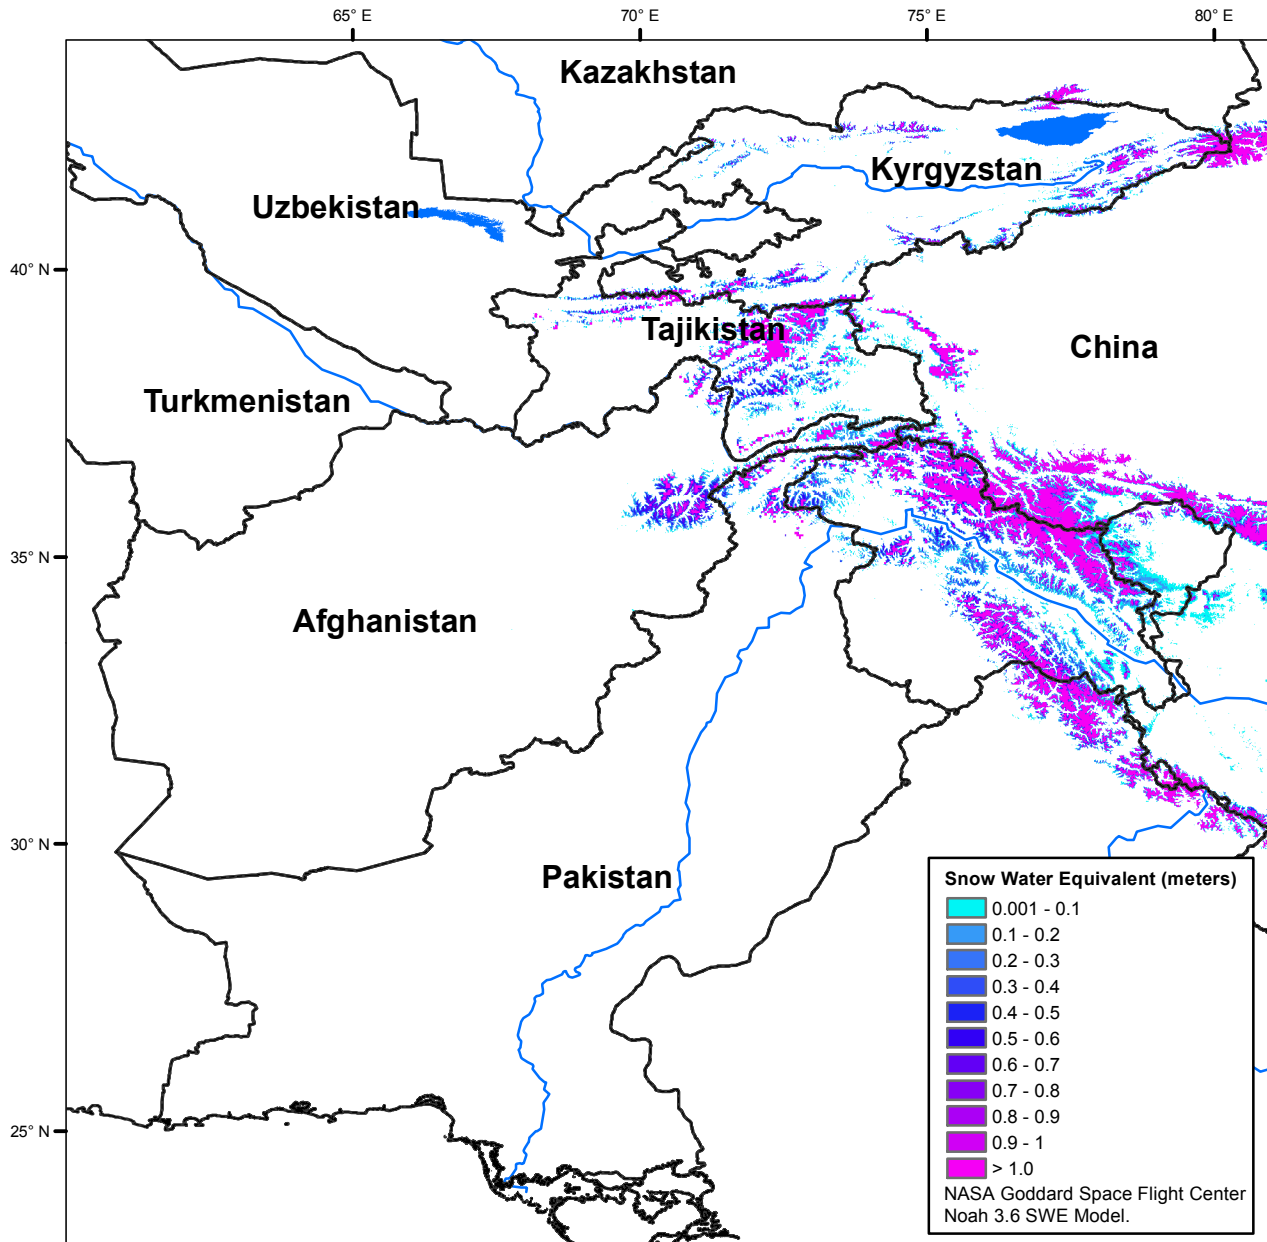 65° E
70° E
75° E
80° E
Kazakhstan
Kyrgyzstan
Uzbekistan
40° N
Tajikistan
China
Turkmenistan
35° N
Afghanistan
30° N
Pakistan
25° N
Snow Water Equivalent (meters)
0.001 - 0.1
0.1 - 0.2
0.2 - 0.3
0.3 - 0.4
0.4 - 0.5
0.5 - 0.6
0.6 - 0.7
0.7 - 0.8
0.8 - 0.9
0.9 - 1
> 1.0
NASA Goddard Space Flight Center
Noah 3.6 SWE Model.